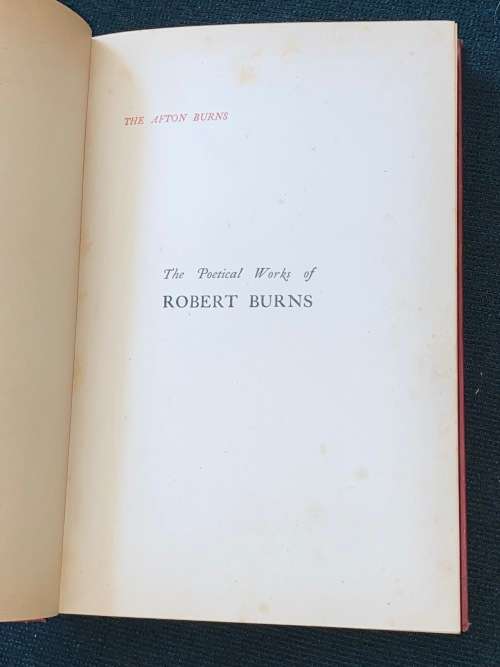 THE AFTON BURNS
The Poetical Works of
ROBERT BURNS